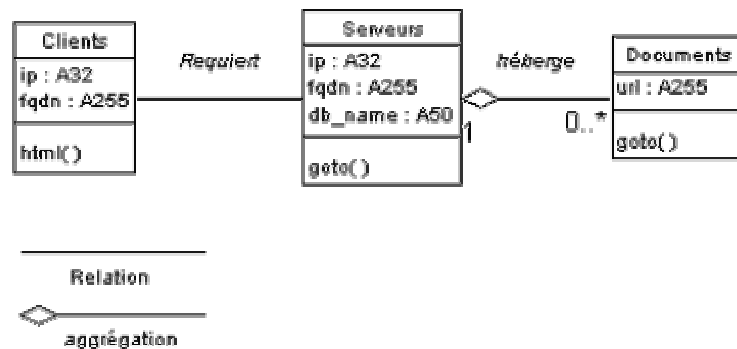 Clients
ip : A32
fqdn : A255
html()
Requiert
Serveurs
ip : A32
fqdn : A255
db_name : A50
goto()
1
héberge
0..*
Documents
url : A255
goto()
Relation
aggrégation